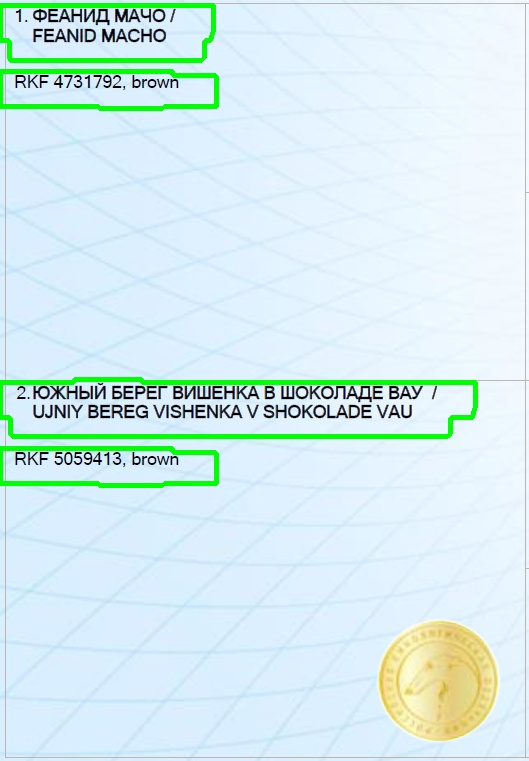 1. ФЕАНИД МАЧО /
FEANID MACHO
RKF 4731792, brown
2. ЮЖНЫЙ БЕРЕГ ВИШЕНКА В ШОКОЛАДЕ ВАУ /
UJNIY BEREG VISHENKA V SHOKOLADE VAU
RKF 5059413, brown